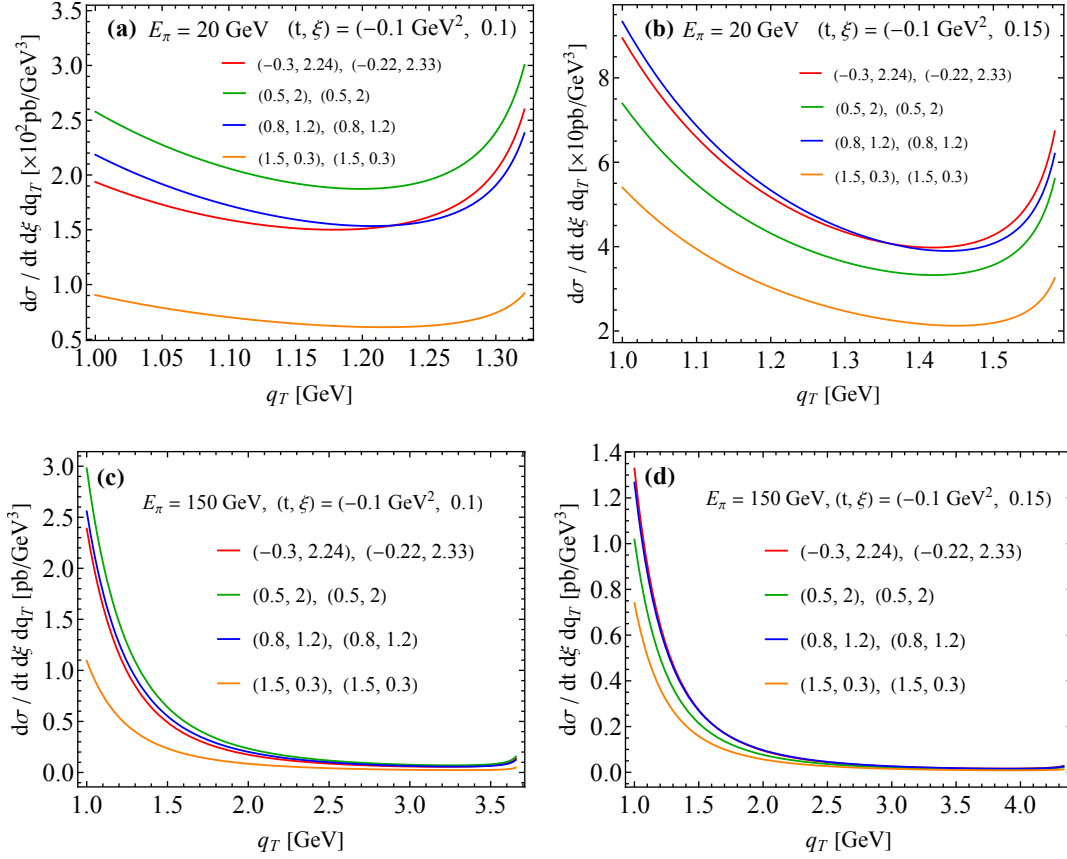 (a) E_π = 20 GeV (t, ξ) = (−0.1 GeV², 0.1)
(−0.3, 2.24), (−0.22, 2.33)
(0.5, 2), (0.5, 2)
(0.8, 1.2), (0.8, 1.2)
(1.5, 0.3), (1.5, 0.3)
dσ / dt dξ dq_T [×10² pb/GeV³]
3.5
3.0
2.5
2.0
1.5
1.0
0.5
1.00 1.05 1.10 1.15 1.20 1.25 1.30
q_T [GeV]
(b) E_π = 20 GeV (t, ξ) = (−0.1 GeV², 0.15)
(−0.3, 2.24), (−0.22, 2.33)
(0.5, 2), (0.5, 2)
(0.8, 1.2), (0.8, 1.2)
(1.5, 0.3), (1.5, 0.3)
dσ / dt dξ dq_T [×10pb/GeV³]
8
6
4
2
1.0 1.1 1.2 1.3 1.4 1.5
q_T [GeV]
(c)
E_π = 150 GeV, (t, ξ) = (−0.1 GeV², 0.1)
(−0.3, 2.24), (−0.22, 2.33)
(0.5, 2), (0.5, 2)
(0.8, 1.2), (0.8, 1.2)
(1.5, 0.3), (1.5, 0.3)
dσ / dt dξ dq_T [pb/GeV³]
3.0
2.5
2.0
1.5
1.0
0.5
0.0
1.0 1.5 2.0 2.5 3.0 3.5
q_T [GeV]
(d)
E_π = 150 GeV, (t, ξ) = (−0.1 GeV², 0.15)
(−0.3, 2.24), (−0.22, 2.33)
(0.5, 2), (0.5, 2)
(0.8, 1.2), (0.8, 1.2)
(1.5, 0.3), (1.5, 0.3)
dσ / dt dξ dq_T [pb/GeV³]
1.4
1.2
1.0
0.8
0.6
0.4
0.2
0.0
1.0 1.5 2.0 2.5 3.0 3.5 4.0
q_T [GeV]